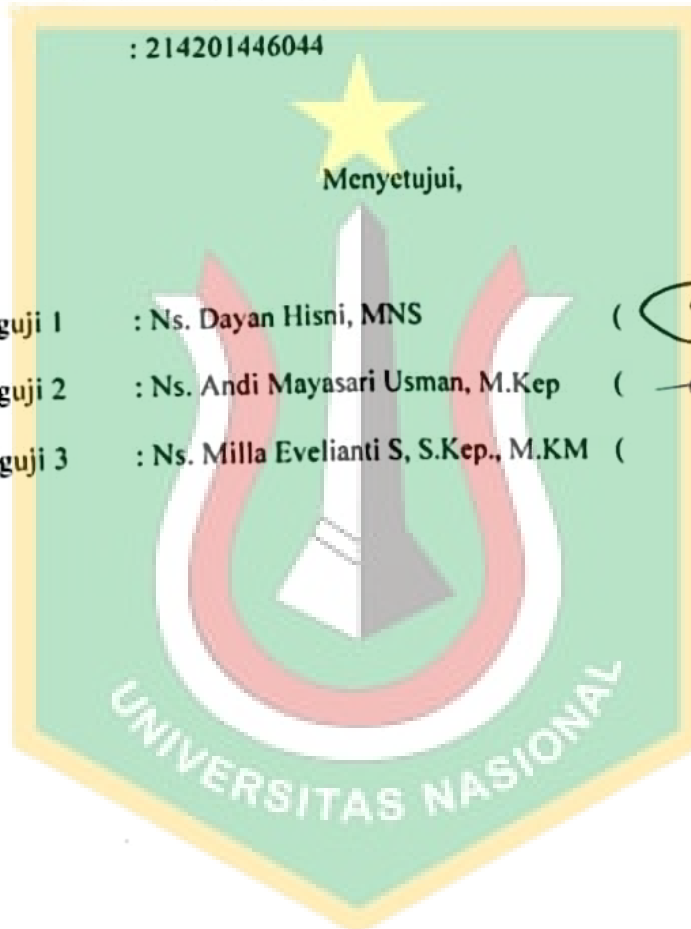 : 214201446044
Menyetujui,
guji 1 : Ns. Dayan Hisni, MNS (
guji 2 : Ns. Andi Mayasari Usman, M.Kep (
guji 3 : Ns. Milla Evelianti S, S.Kep., M.KM (
UNIVERSITAS NASIONAL